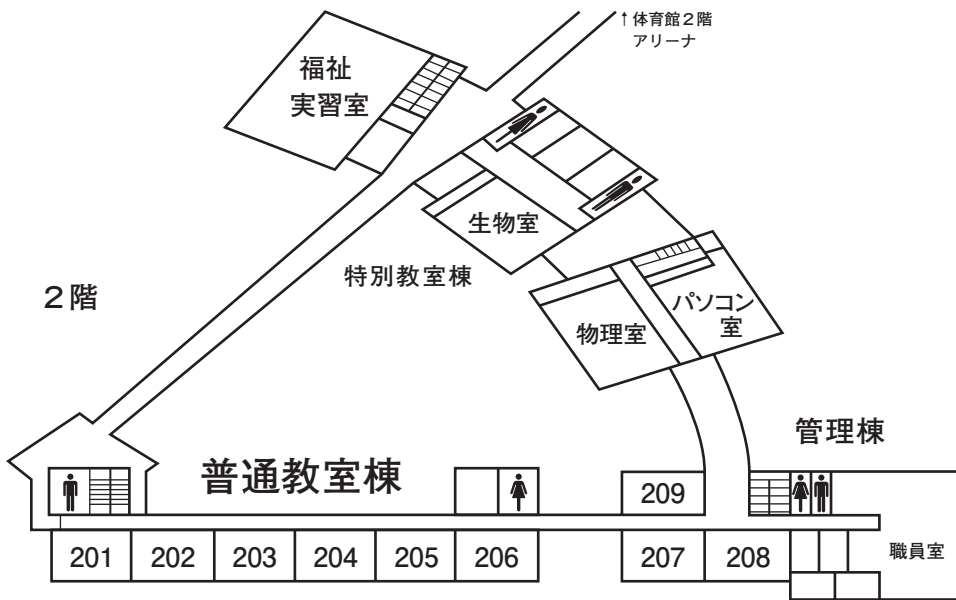 ↑体育館２階
アリーナ
福祉
実習室
生物室
特別教室棟
２階
パソコン
室
物理室
管理棟
普通教室棟
209
201
202
203
204
205
206
207
208
職員室